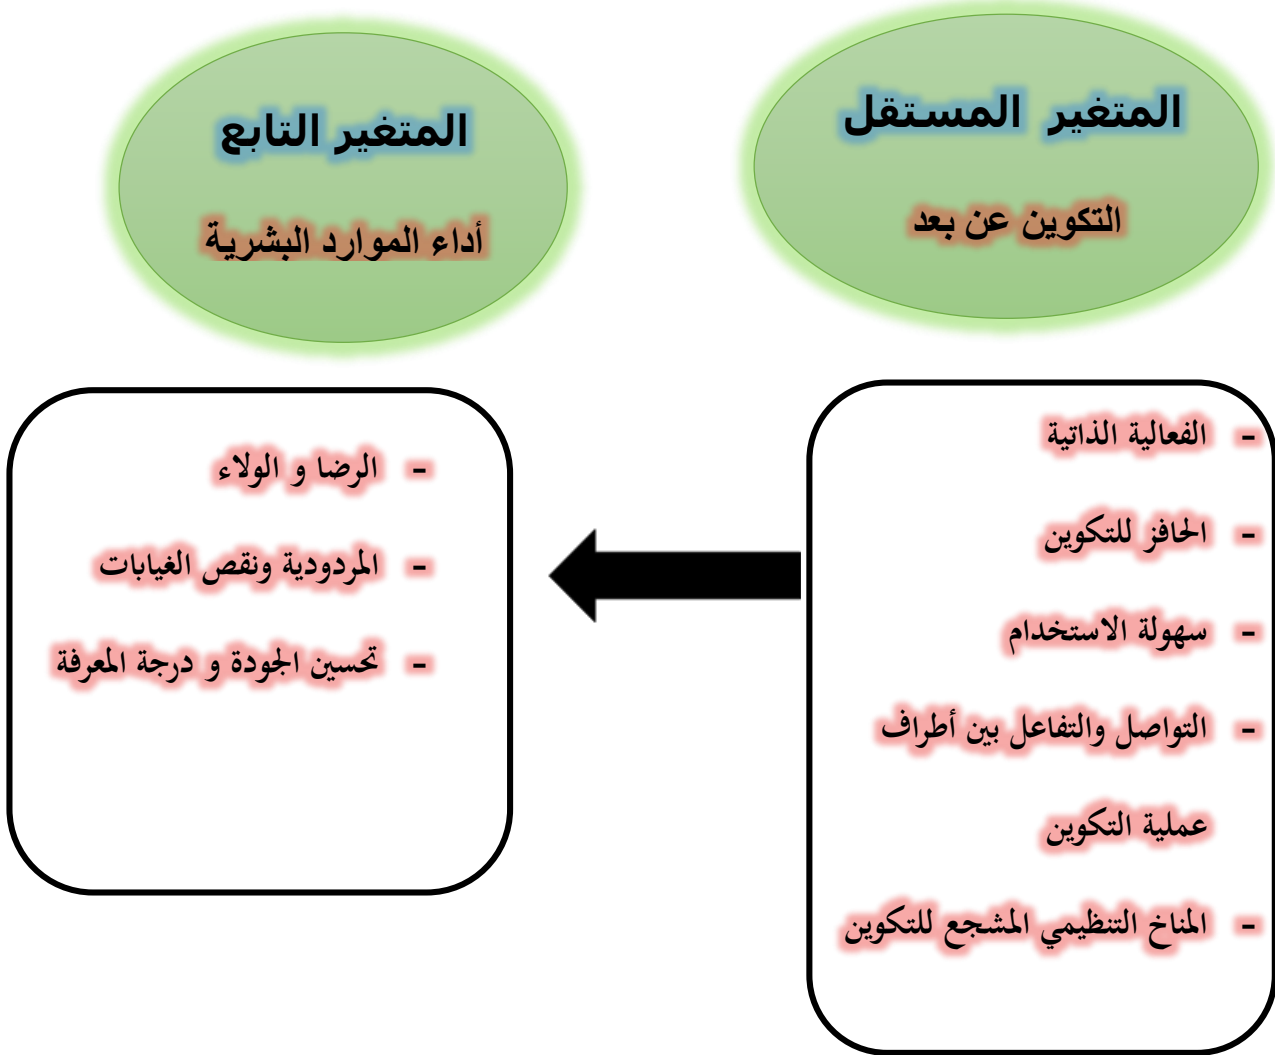 المتغير المستقل
التكوين عن بعد
- الفعالية الذاتية
- الحافز للتكوين
- سهولة الاستخدام
- التواصل والتفاعل بين أطراف
عملية التكوين
- المناخ التنظيمي المشجع للتكوين
المتغير التابع
أداء الموارد البشرية
- الرضا و الولاء
- المردودية ونقص الغيابات
- تحسين الجودة و درجة المعرفة